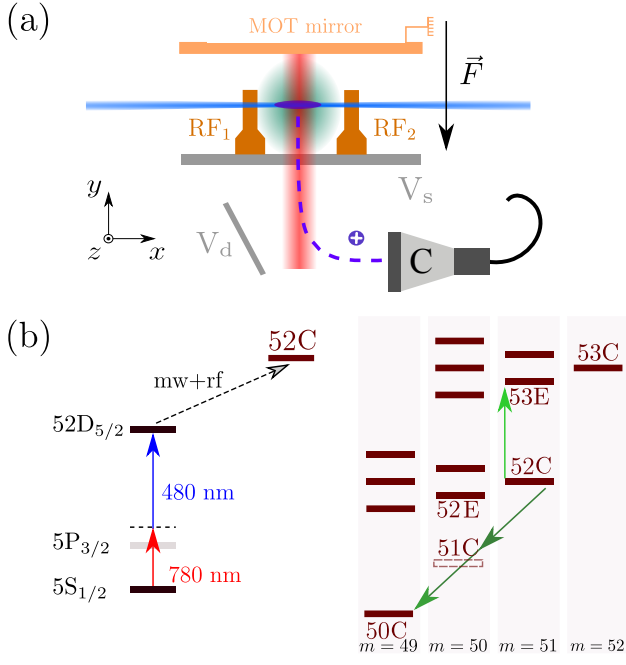 (a)
MOT mirror
F⃗
RF₁
RF₂
Vₛ
y
z
x
V_d
+
C
(b)
52C
mw+rf
52D₅/₂
480 nm
5P₃/₂
780 nm
5S₁/₂
53C
53E
52C
52E
51C
50C
m = 49
m = 50
m = 51
m = 52